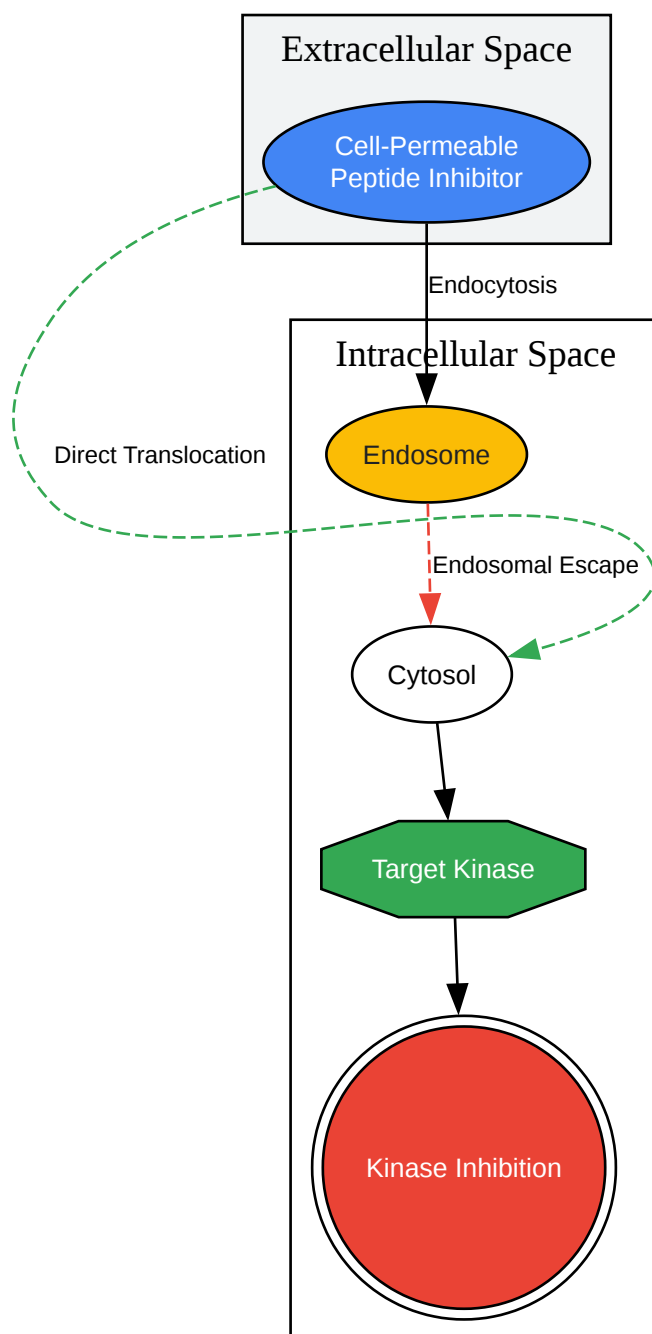 Extracellular Space
Cell-Permeable
Peptide Inhibitor
Endocytosis
Intracellular Space
Endosome
Direct Translocation
Endosomal Escape
Cytosol
Target Kinase
Kinase Inhibition